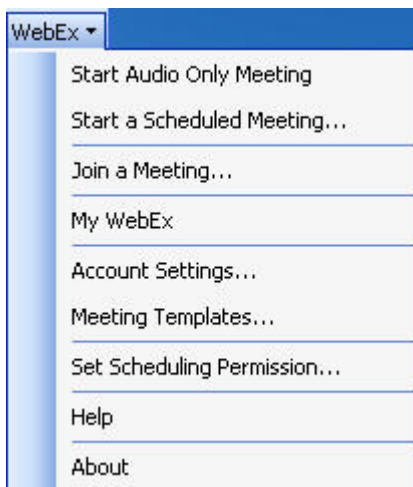 WebEx
Start Audio Only Meeting
Start a Scheduled Meeting...
Join a Meeting...
My WebEx
Account Settings...
Meeting Templates...
Set Scheduling Permission...
Help
About